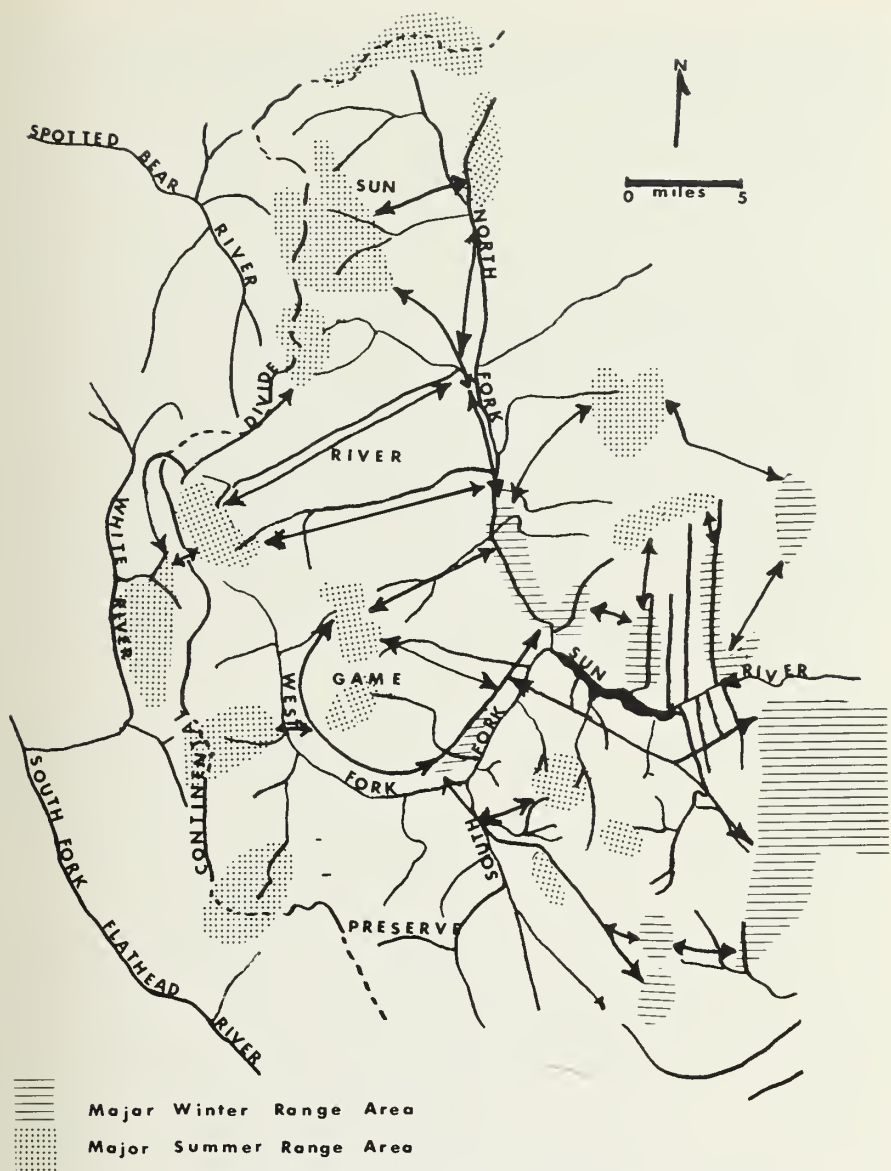 N
0 miles 5
SPOTTED BEAR RIVER
SUN
NORTH
FORK
DIVIDE
RIVER
WHITE RIVER
SUN RIVER
GAME
WEST
FORK
FORK
SOUTH
CONTINENTAL
SOUTH FORK FLATHEAD RIVER
PRESERVE
Majar Winter Range Area
Major Summer Range Area